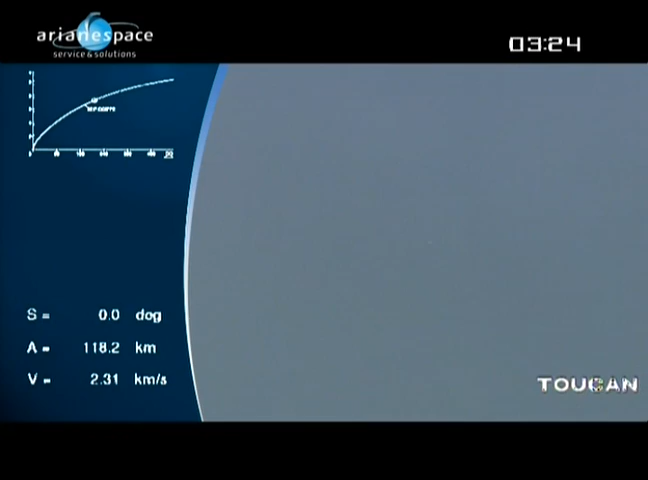 arianespace
service & solutions
03:24
S = 0.0 dog
A = 118.2 km
V = 2.31 km/s
TOUCAN